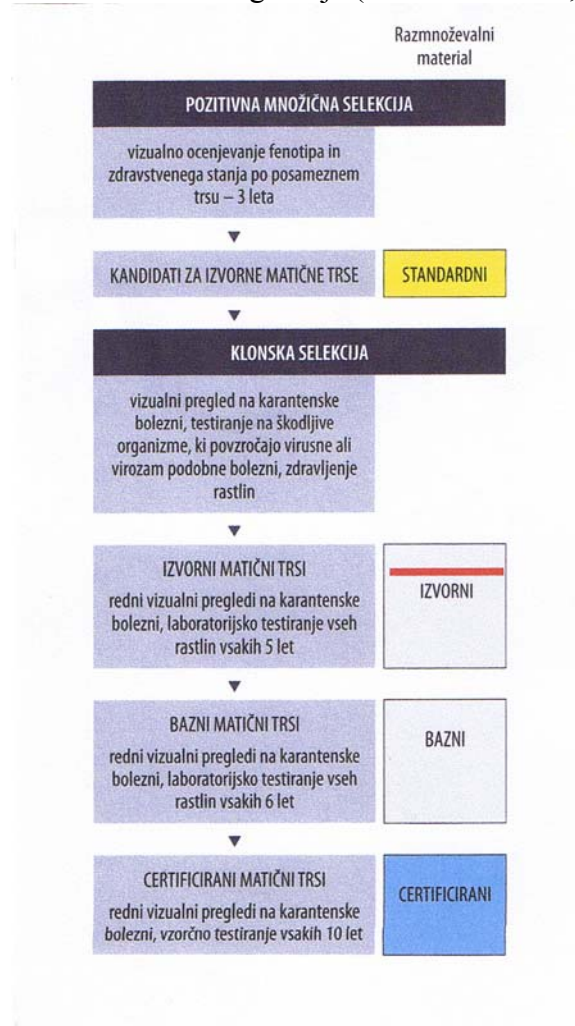 Razmnoževalni
material
POZITIVNA MNOŽIČNA SELEKCIJA
vizualno ocenjevanje fenotipa in
zdravstvenega stanja po posameznem
trsu – 3 leta
KANDIDATI ZA IZVORNE MATIČNE TRSE
STANDARDNI
KLONSKA SELEKCIJA
vizualni pregled na karantenske
bolezni, testiranje na škodljive
organizme, ki povzročajo virusne ali
virozam podobne bolezni, zdravljenje
rastlin
IZVORNI MATIČNI TRSI
redni vizualni pregledi na karantenske
bolezni, laboratorijsko testiranje vseh
rastlin vsakih 5 let
IZVORNI
BAZNI MATIČNI TRSI
redni vizualni pregledi na karantenske
bolezni, laboratorijsko testiranje vseh
rastlin vsakih 6 let
BAZNI
CERTIFICIRANI MATIČNI TRSI
redni vizualni pregledi na karantenske
bolezni, vzorčno testiranje vsakih 10 let
CERTIFICIRANI